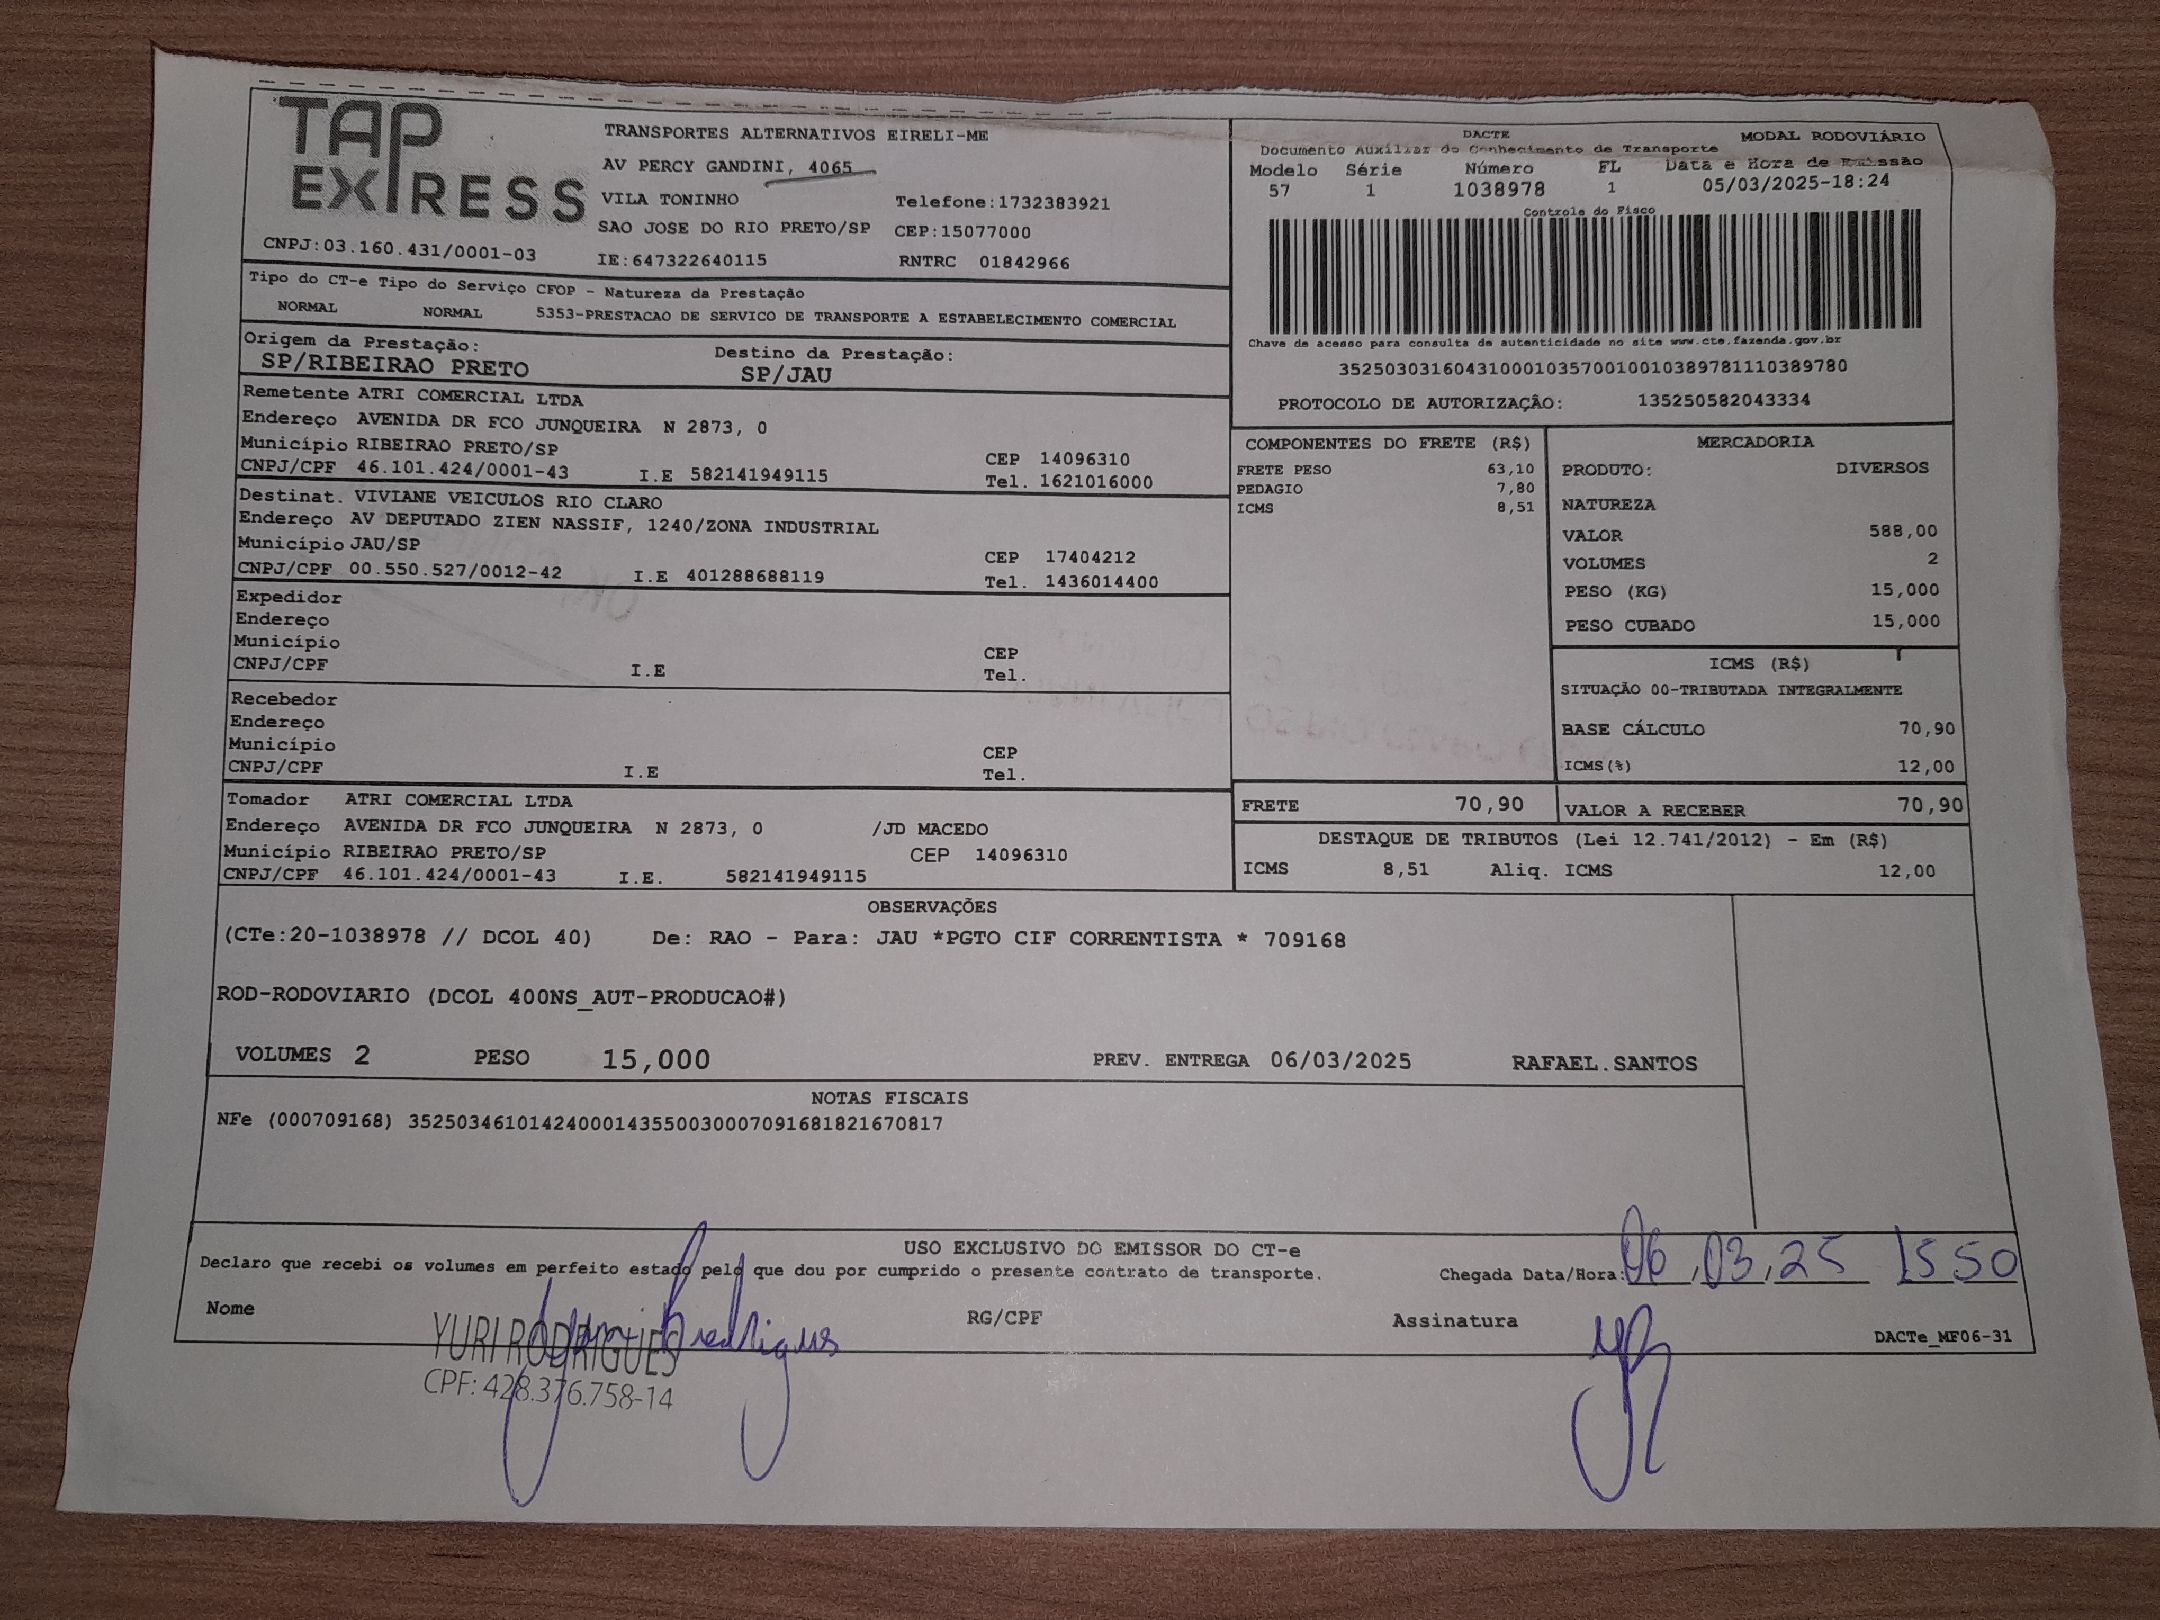 TAP
EXPRESS
CNPJ:03.160.431/0001-03
TRANSPORTES ALTERNATIVOS EIRELI-ME
AV PERCY GANDINI, 4065
VILA TONINHO Telefone:1732383921
SAO JOSE DO RIO PRETO/SP CEP:15077000
IE:647322640115 RNTRC 01842966
DACTE MODAL RODOVIÁRIO
Documento Auxiliar do Conhecimento de Transporte
Modelo Série Número FL Data e Hora de Emissão
57 1 1038978 1 05/03/2025-18:24
Controle do Fisco
Chave de acesso para consulta de autenticidade no site www.cte.fazenda.gov.br
35250303160431000103570010010389781110389780
PROTOCOLO DE AUTORIZAÇÂO: 135250582043334
Tipo do CT-e Tipo do Serviço CFOP - Natureza da Prestação
NORMAL NORMAL 5353-PRESTACAO DE SERVICO DE TRANSPORTE A ESTABELECIMENTO COMERCIAL
Origem da Prestação: Destino da Prestação:
SP/RIBEIRAO PRETO SP/JAU
Remetente ATRI COMERCIAL LTDA
Endereço AVENIDA DR FCO JUNQUEIRA N 2873, 0
Município RIBEIRAO PRETO/SP CEP 14096310
CNPJ/CPF 46.101.424/0001-43 I.E 582141949115 Tel. 1621016000
Destinat. VIVIANE VEICULOS RIO CLARO
Endereço AV DEPUTADO ZIEN NASSIF, 1240/ZONA INDUSTRIAL
Município JAU/SP CEP 17404212
CNPJ/CPF 00.550.527/0012-42 I.E 401288688119 Tel. 1436014400
Expedidor
Endereço
Município CEP
CNPJ/CPF I.E Tel.
Recebedor
Endereço
Município CEP
CNPJ/CPF I.E Tel.
Tomador ATRI COMERCIAL LTDA
Endereço AVENIDA DR FCO JUNQUEIRA N 2873, 0 /JD MACEDO
Município RIBEIRAO PRETO/SP CEP 14096310
CNPJ/CPF 46.101.424/0001-43 I.E. 582141949115
COMPONENTES DO FRETE (R$)
FRETE PESO 63,10
PEDAGIO 7,80
ICMS 8,51
MERCADORIA
PRODUTO: DIVERSOS
NATUREZA
VALOR 588,00
VOLUMES 2
PESO (KG) 15,000
PESO CUBADO 15,000
ICMS (R$)
SITUAÇÃO 00-TRIBUTADA INTEGRALMENTE
BASE CÁLCULO 70,90
ICMS(%) 12,00
FRETE 70,90 VALOR A RECEBER 70,90
DESTAQUE DE TRIBUTOS (Lei 12.741/2012) - Em (R$)
ICMS 8,51 Aliq. ICMS 12,00
OBSERVAÇÕES
(CTe:20-1038978 // DCOL 40) De: RAO - Para: JAU *PGTO CIF CORRENTISTA * 709168
ROD-RODOVIARIO (DCOL 400NS_AUT-PRODUCAO#)
VOLUMES 2 PESO 15,000 PREV. ENTREGA 06/03/2025 RAFAEL.SANTOS
NOTAS FISCAIS
NFe (000709168) 35250346101424000143550030007091681821670817
USO EXCLUSIVO DO EMISSOR DO CT-e
Declaro que recebi os volumes em perfeito estado pelo que dou por cumprido o presente contrato de transporte. Chegada Data/Hora: 06,03,25 1550
Nome Yuri Rodrigues RG/CPF Assinatura
YURI RODRIGUES
CPF: 428.376.758-14
DACTe_MF06-31